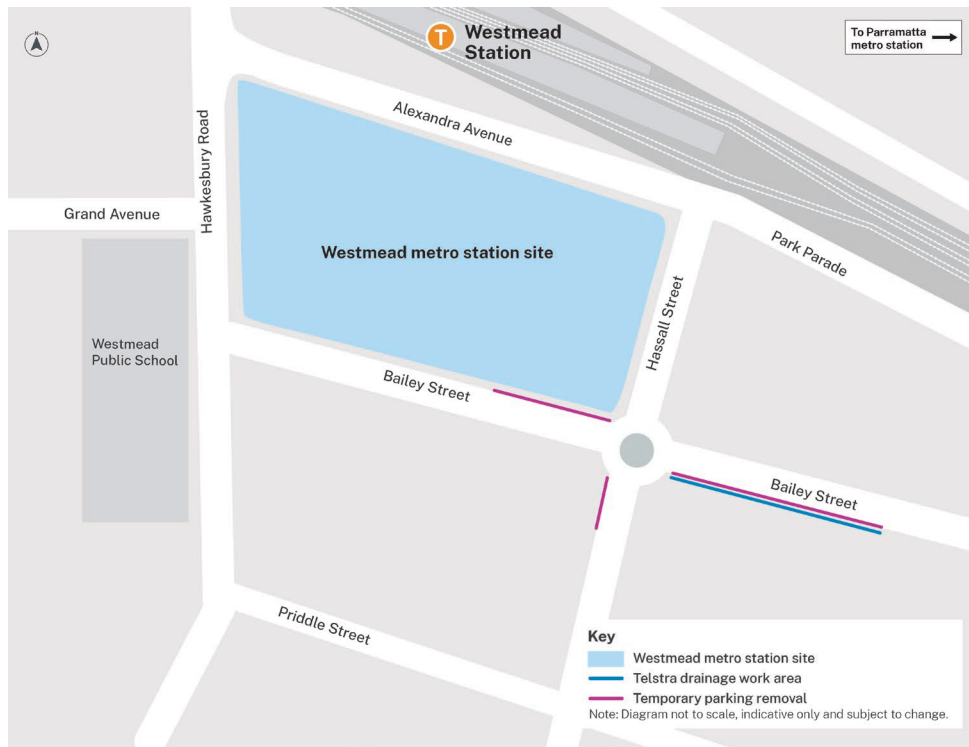 N
T
Westmead
Station
To Parramatta
metro station
Alexandra Avenue
Hawkesbury Road
Grand Avenue
Westmead metro station site
Park Parade
Hassall Street
Westmead
Public School
Bailey Street
Bailey Street
Priddle Street
Key
Westmead metro station site
Telstra drainage work area
Temporary parking removal
Note: Diagram not to scale, indicative only and subject to change.